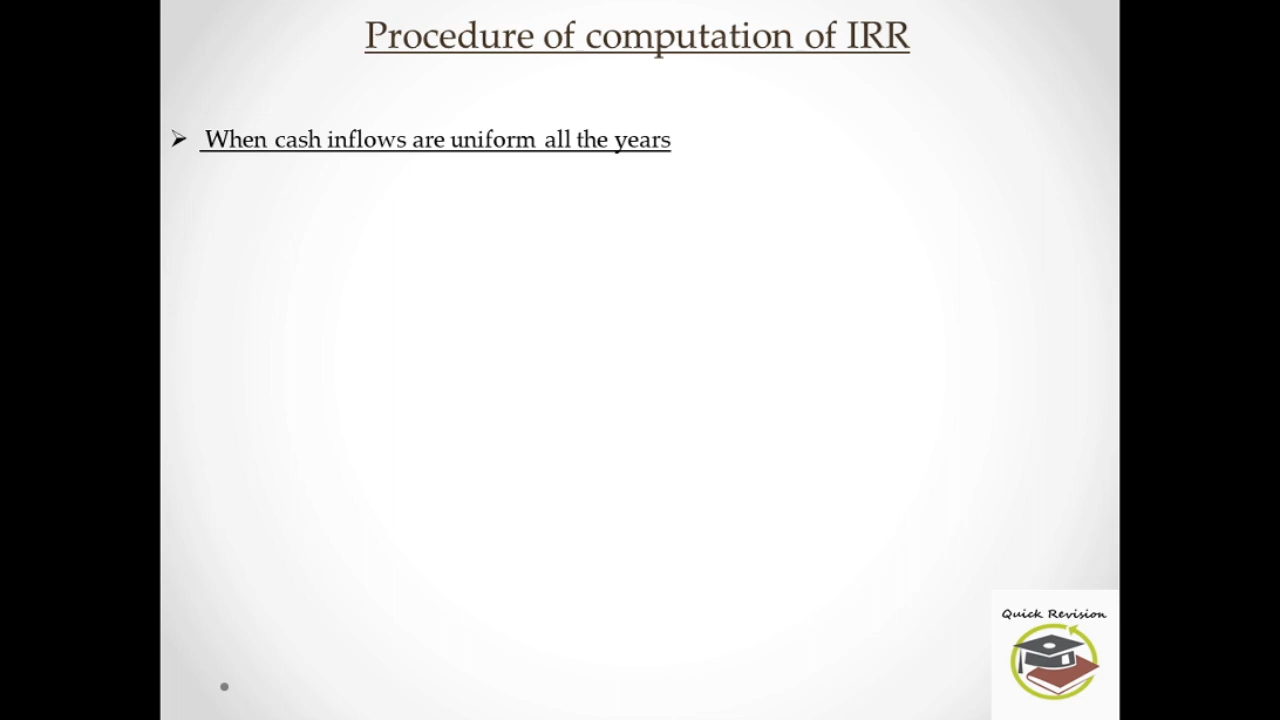 Procedure of computation of IRR
➢ When cash inflows are uniform all the years
Quick Revision